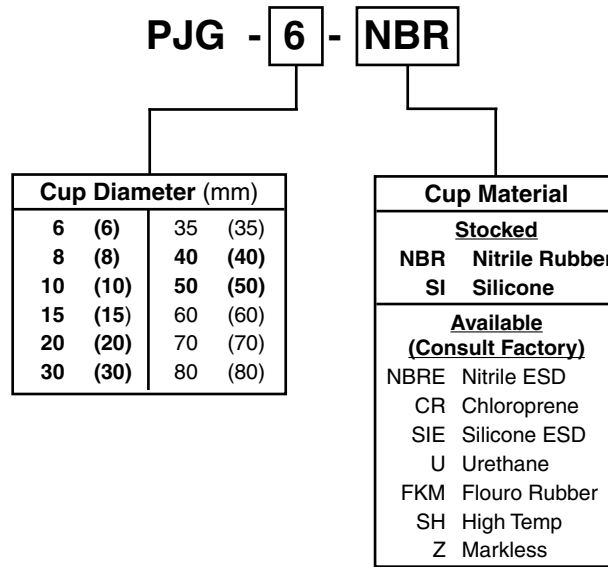 PJG - 6 - NBR
Cup Diameter (mm)
6 (6) 35 (35)
8 (8) 40 (40)
10 (10) 50 (50)
15 (15) 60 (60)
20 (20) 70 (70)
30 (30) 80 (80)
Cup Material
Stocked
NBR Nitrile Rubber
SI Silicone
Available
(Consult Factory)
NBRE Nitrile ESD
CR Chloroprene
SIE Silicone ESD
U Urethane
FKM Flouro Rubber
SH High Temp
Z Markless